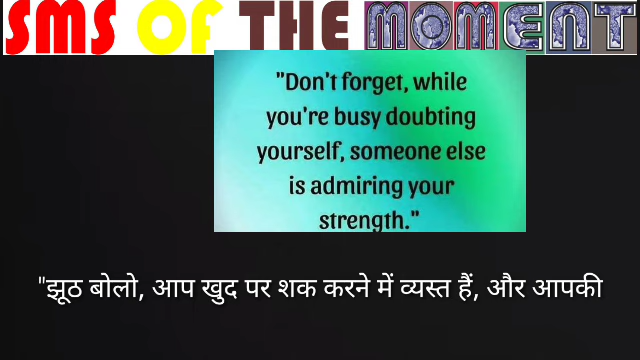 SMS OF THE MOMENT
"Don't forget, while
you're busy doubting
yourself, someone else
is admiring your
strength."
"झूठ बोलो, आप खुद पर शक करने में व्यस्त हैं, और आपकी